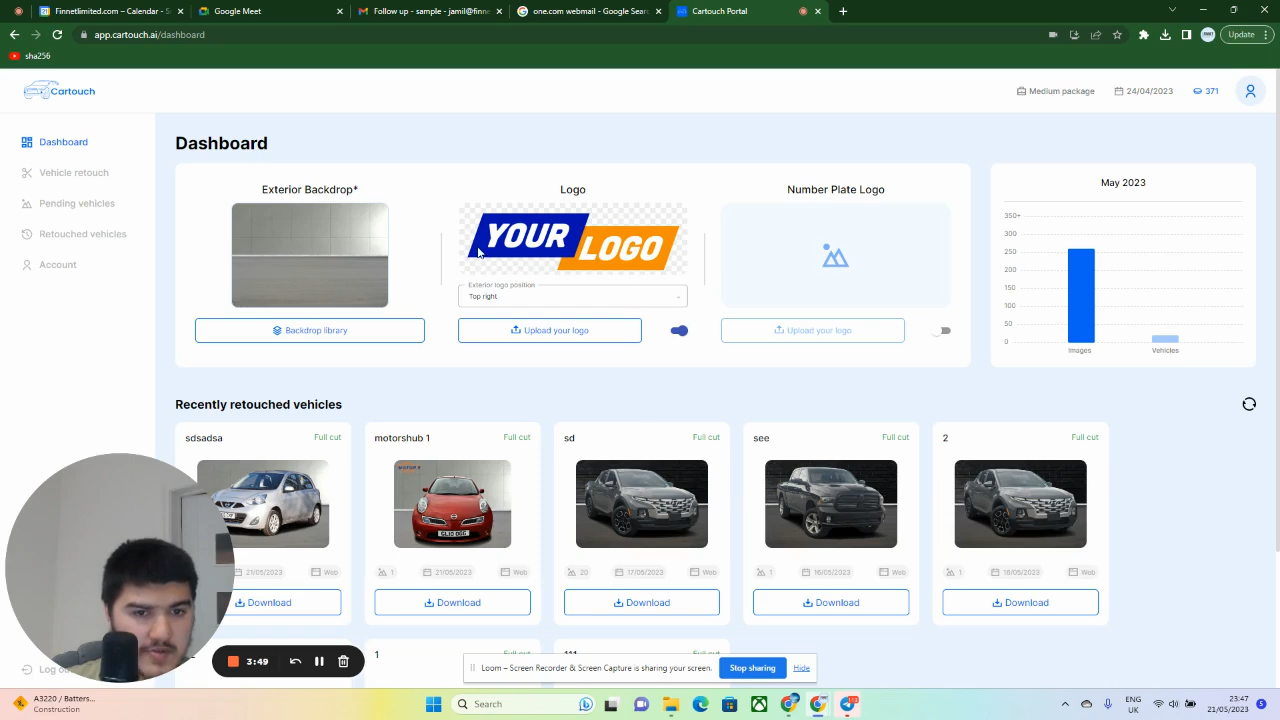 Finnetlimited.com – Calendar - S
Google Meet
Follow up - sample - jamil@finne
one.com webmail - Google Searc
Cartouch Portal
app.cartouch.ai/dashboard
Update
sha256
Cartouch
Medium package
24/04/2023
371
Dashboard
Vehicle retouch
Pending vehicles
Retouched vehicles
Account
Dashboard
Exterior Backdrop*
Backdrop library
Logo
YOUR LOGO
Exterior logo position
Top right
Upload your logo
Number Plate Logo
Upload your logo
May 2023
350+
300
250
200
150
100
50
0
Images
Vehicles
Recently retouched vehicles
sdsadsa
Full cut
21/05/2023
Web
Download
motorshub 1
Full cut
1
21/05/2023
Web
Download
sd
Full cut
20
17/05/2023
Web
Download
see
Full cut
1
16/05/2023
Web
Download
2
Full cut
1
16/05/2023
Web
Download
1
111
Log ou
3:49
Loom – Screen Recorder & Screen Capture is sharing your screen.
Stop sharing
Hide
A3220 / Batters...
Construction
Search
ENG
UK
23:47
21/05/2023
5